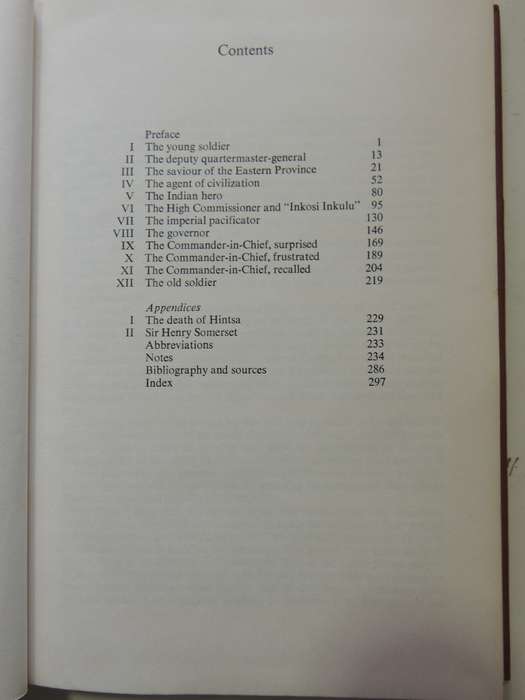 Contents
Preface
I The young soldier 1
II The deputy quartermaster-general 13
III The saviour of the Eastern Province 21
IV The agent of civilization 52
V The Indian hero 80
VI The High Commissioner and "Inkosi Inkulu" 95
VII The imperial pacificator 130
VIII The governor 146
IX The Commander-in-Chief, surprised 169
X The Commander-in-Chief, frustrated 189
XI The Commander-in-Chief, recalled 204
XII The old soldier 219
Appendices
I The death of Hintsa 229
II Sir Henry Somerset 231
Abbreviations 233
Notes 234
Bibliography and sources 286
Index 297